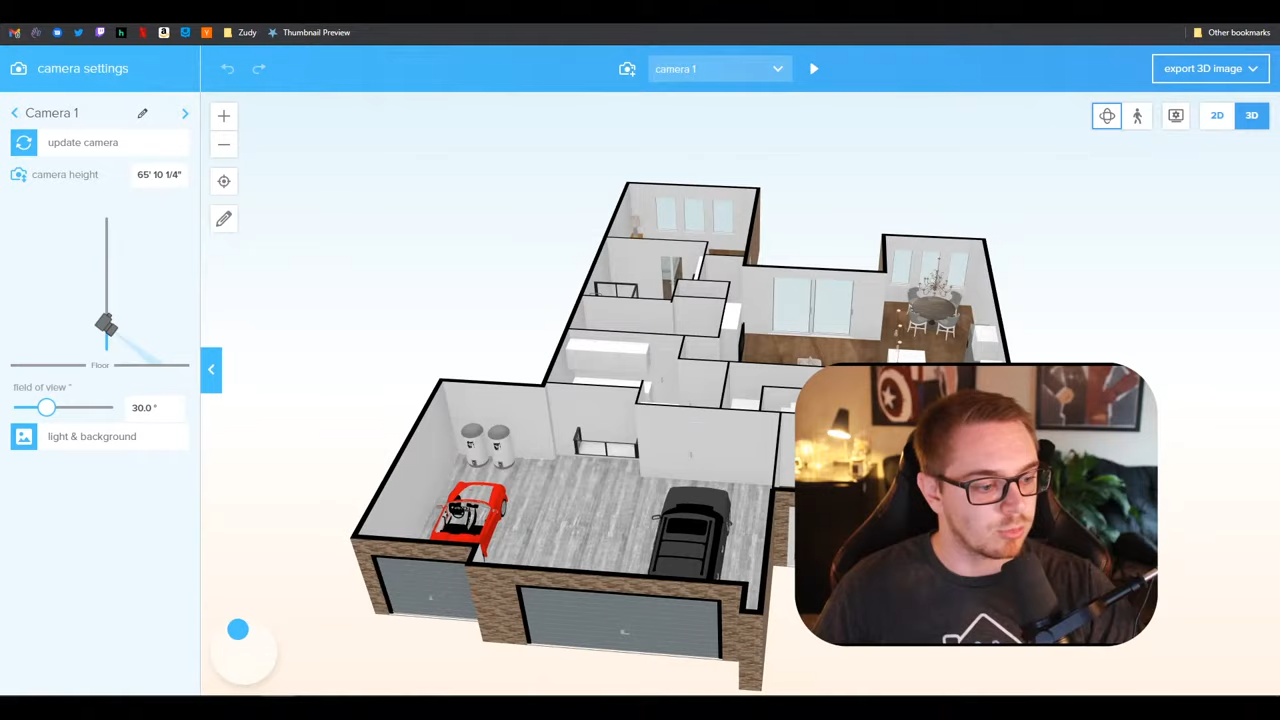 Zudy
Thumbnail Preview
Other bookmarks
camera settings
camera 1
export 3D image
Camera 1
2D
3D
update camera
camera height
65' 10 1/4"
Floor
field of view °
30.0 °
light & background